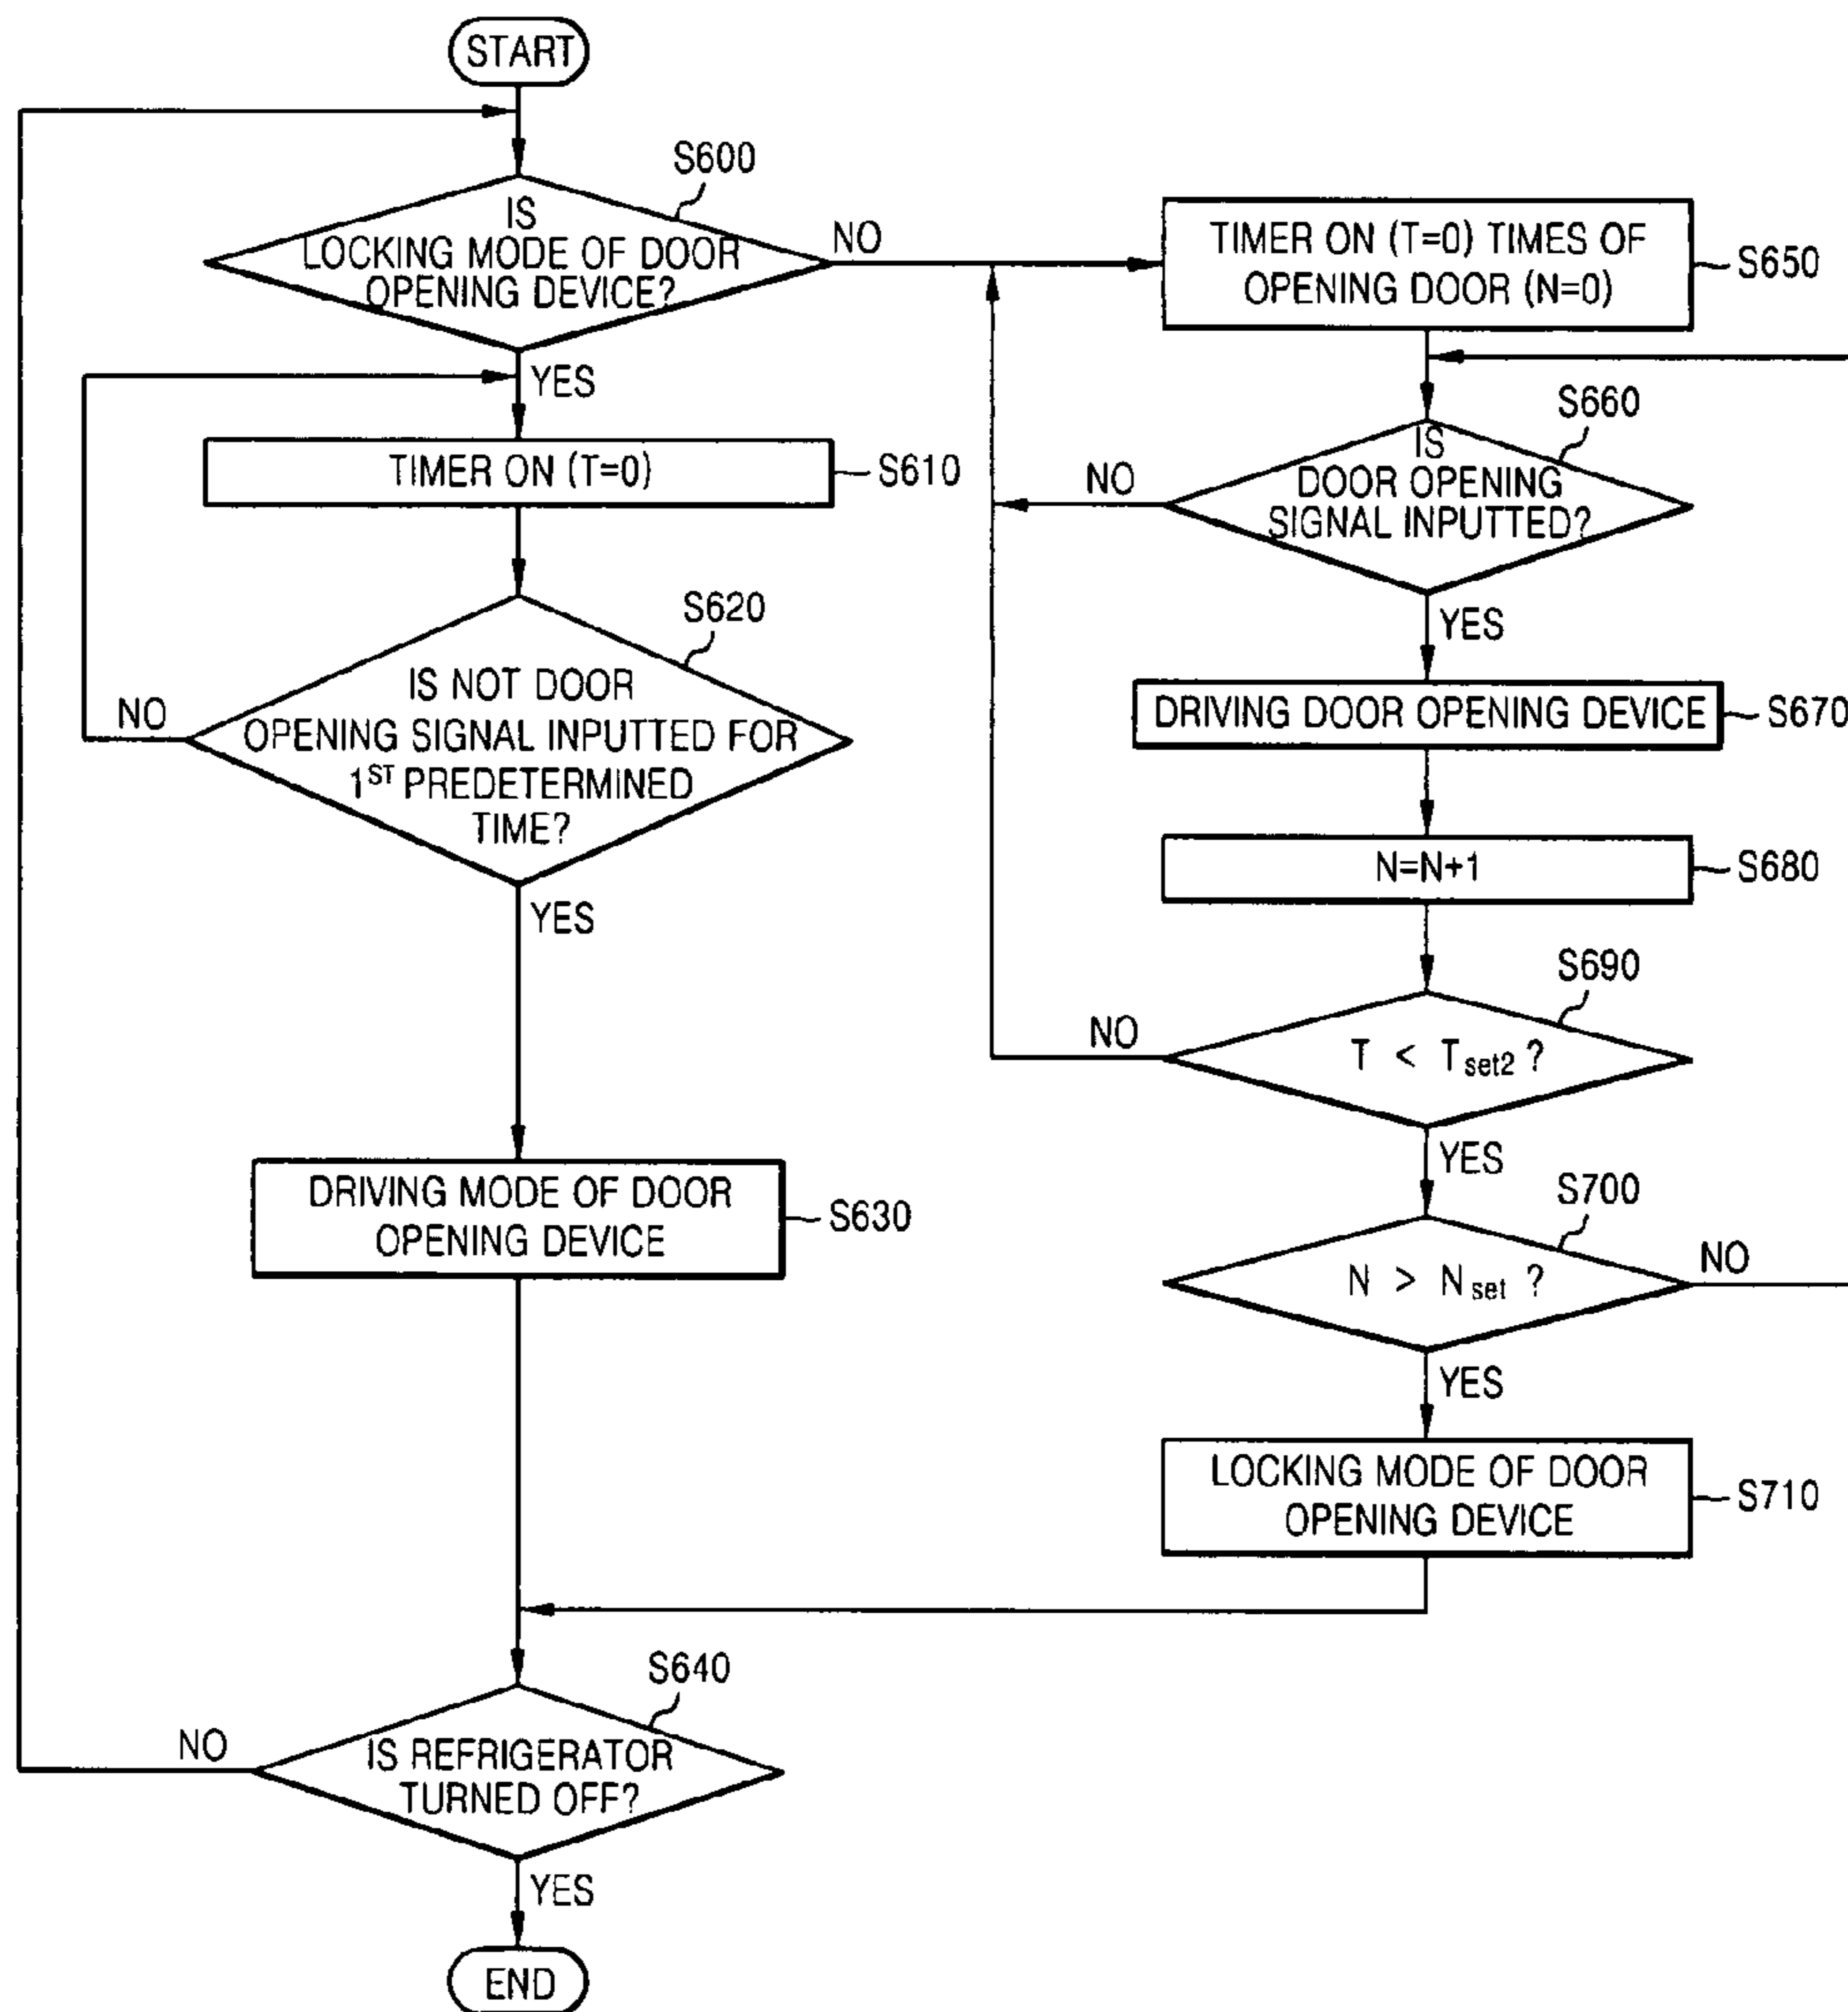 START
S600
IS
LOCKING MODE OF DOOR
OPENING DEVICE?
NO
YES
TIMER ON (T=0)
S610
S620
IS NOT DOOR
OPENING SIGNAL INPUTTED FOR
1ST PREDETERMINED
TIME?
NO
YES
DRIVING MODE OF DOOR
OPENING DEVICE
S630
S640
IS REFRIGERATOR
TURNED OFF?
NO
YES
END
TIMER ON (T=0) TIMES OF
OPENING DOOR (N=0)
S650
S660
IS
DOOR OPENING
SIGNAL INPUTTED?
NO
YES
DRIVING DOOR OPENING DEVICE
S670
N=N+1
S680
S690
T < Tset2 ?
NO
YES
S700
N > Nset ?
NO
YES
LOCKING MODE OF DOOR
OPENING DEVICE
S710